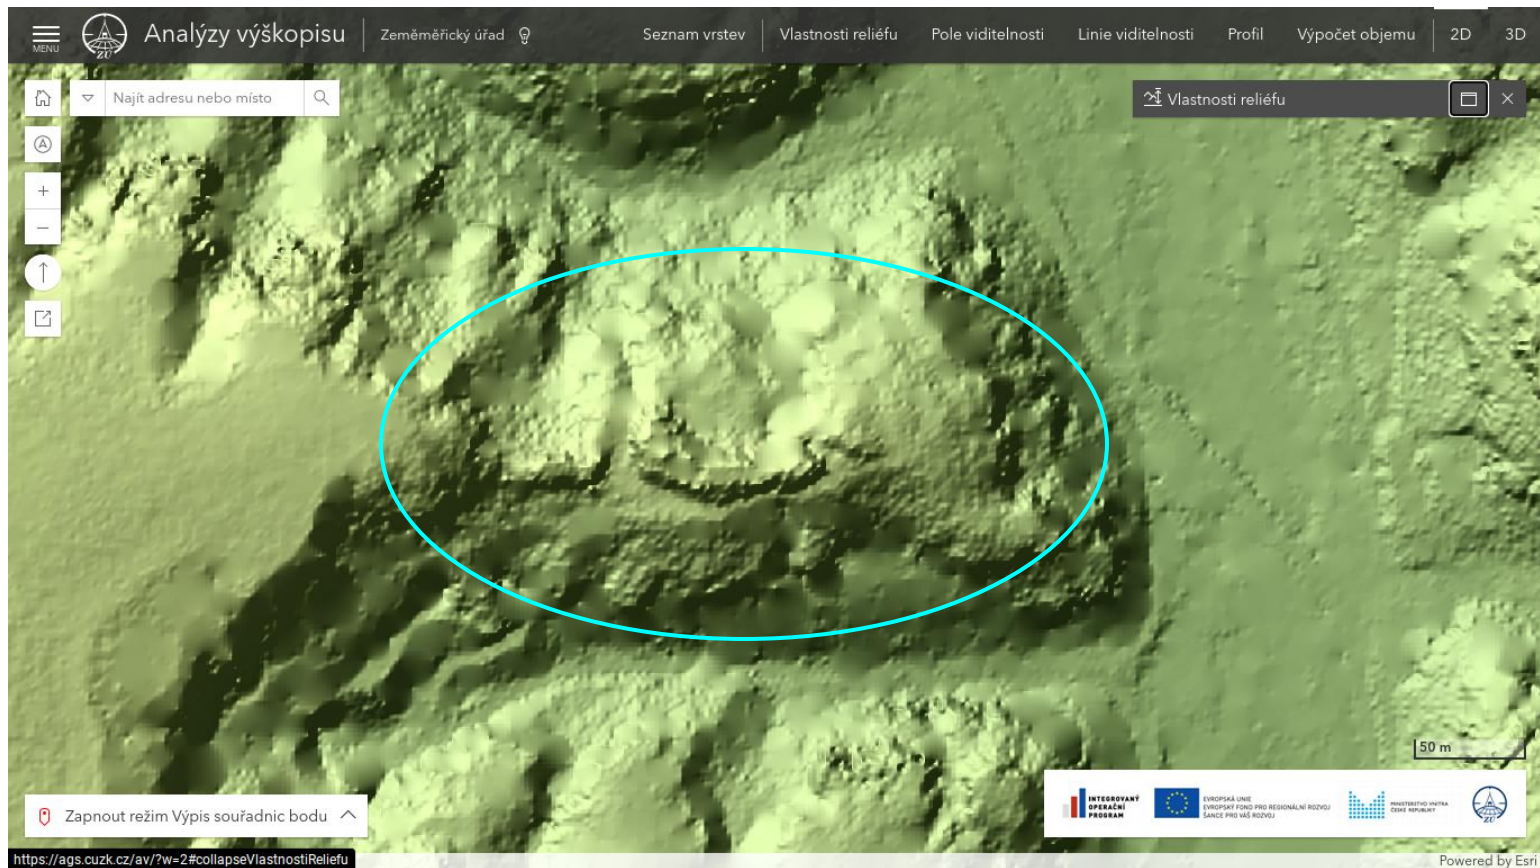 MENU
ZÚ
Analýzy výškopisu
Zeměměřický úřad
Seznam vrstev
Vlastnosti reliéfu
Pole viditelnosti
Linie viditelnosti
Profil
Výpočet objemu
2D
3D
Najít adresu nebo místo
Vlastnosti reliéfu
A
50 m
INTEGROVANÝ
OPERAČNÍ
PROGRAM
EVROPSKÁ UNIE
EVROPSKÝ FOND PRO REGIONÁLNÍ ROZVOJ
ŠANCE PRO VÁŠ ROZVOJ
MINISTERSTVO VNITRA
ČESKÉ REPUBLIKY
ZÚ
Zapnout režim Výpis souřadnic bodu
https://ags.cuzk.cz/av/?w=2#collapseVlastnostiReliefu
Powered by Esri